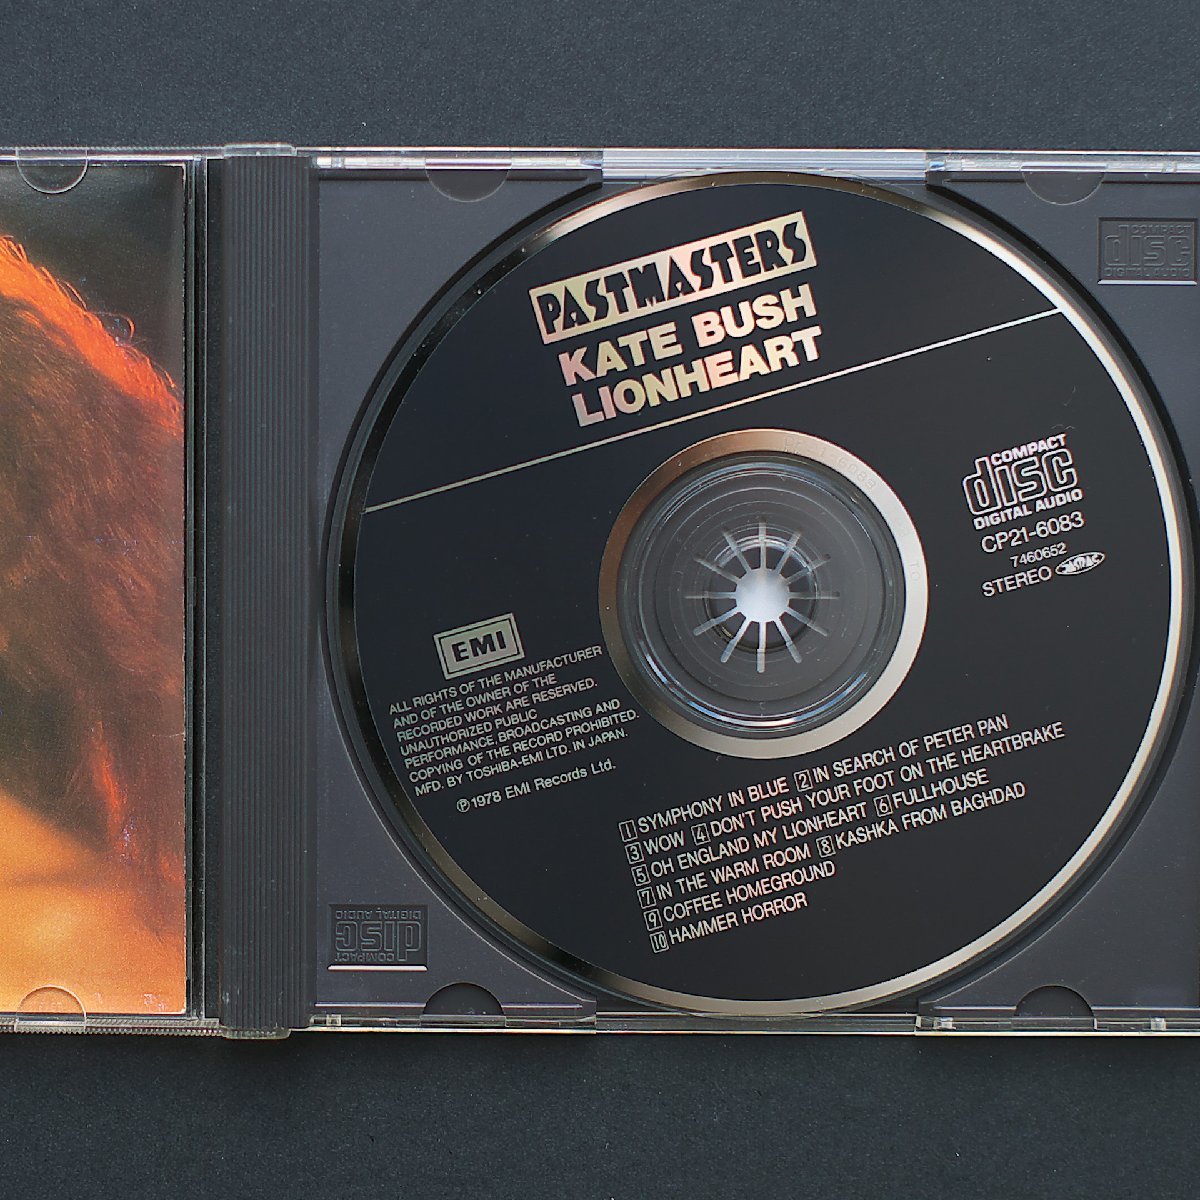 PASTMASTERS
KATE BUSH
LIONHEART
COMPACT
disc
DIGITAL AUDIO
CP21-6083
7460652
STEREO JASRAC
EMI
ALL RIGHTS OF THE MANUFACTURER
AND OF THE OWNER OF THE
RECORDED WORK ARE RESERVED.
UNAUTHORIZED PUBLIC
PERFORMANCE, BROADCASTING AND
COPYING OF THE RECORD PROHIBITED.
MFD. BY TOSHIBA-EMI LTD. IN JAPAN.
℗1978 EMI Records Ltd.
1 SYMPHONY IN BLUE 2 IN SEARCH OF PETER PAN
3 WOW 4 DON'T PUSH YOUR FOOT ON THE HEARTBRAKE
5 OH ENGLAND MY LIONHEART 6 FULLHOUSE
7 IN THE WARM ROOM 8 KASHKA FROM BAGHDAD
9 COFFEE HOMEGROUND
10 HAMMER HORROR
COMPACT
disc
DIGITAL AUDIO
COMPACT
disc
DIGITAL AUDIO